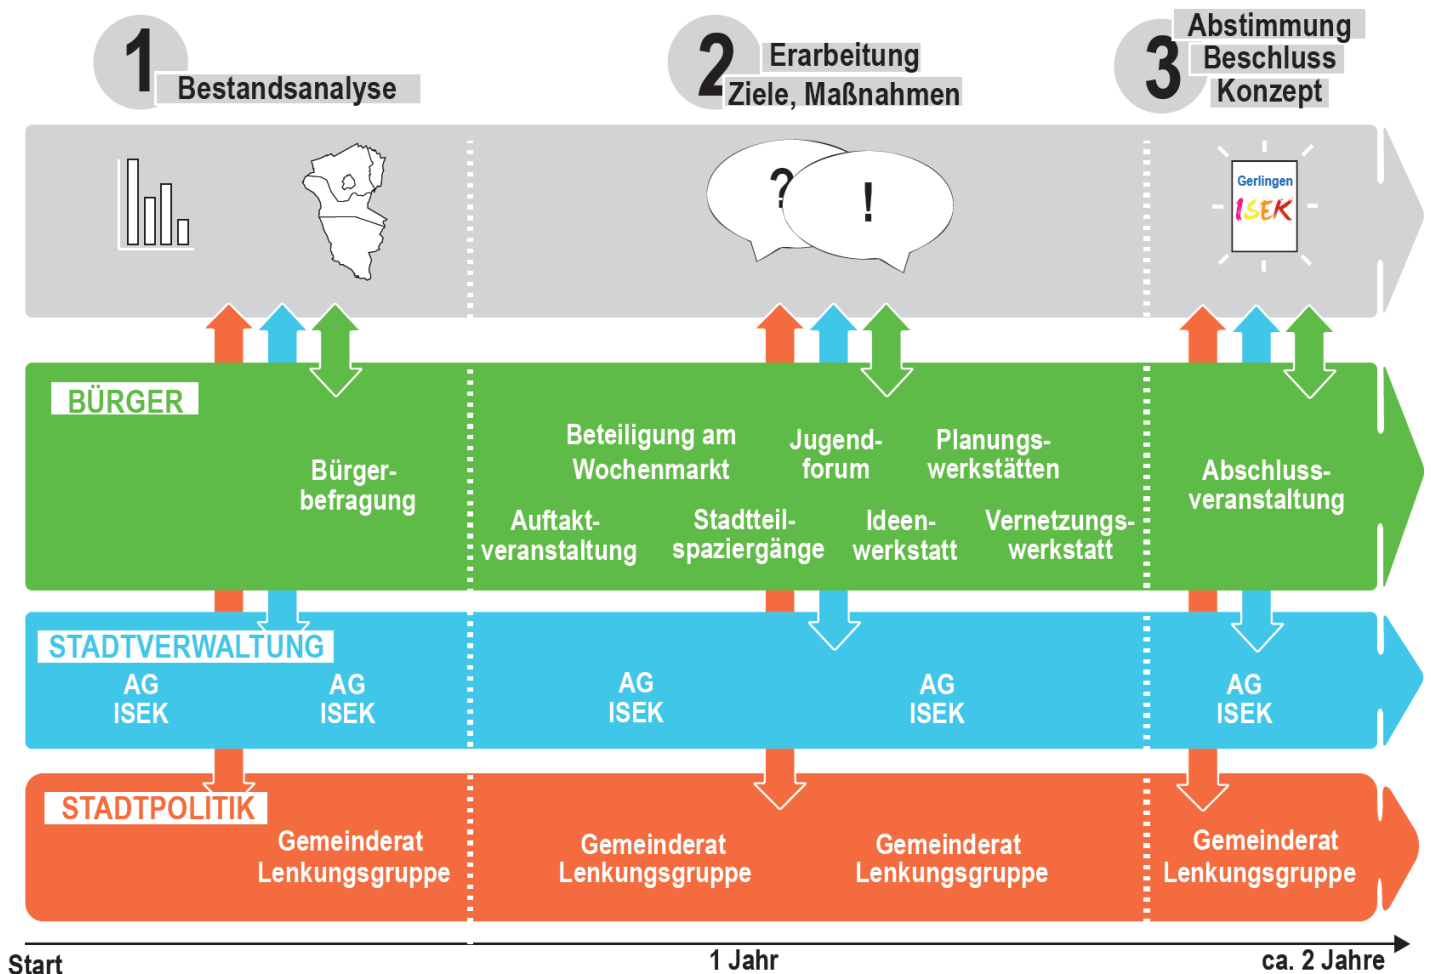 1
Bestandsanalyse
2
Erarbeitung
Ziele, Maßnahmen
3
Abstimmung
Beschluss
Konzept
?
!
Gerlingen
ISEK
BÜRGER
Bürger-
befragung
Beteiligung am
Wochenmarkt
Jugend-
forum
Planungs-
werkstätten
Auftakt-
veranstaltung
Stadtteil-
spaziergänge
Ideen-
werkstatt
Vernetzungs-
werkstatt
Abschluss-
veranstaltung
STADTVERWALTUNG
AG
ISEK
AG
ISEK
AG
ISEK
AG
ISEK
AG
ISEK
STADTPOLITIK
Gemeinderat
Lenkungsgruppe
Gemeinderat
Lenkungsgruppe
Gemeinderat
Lenkungsgruppe
Gemeinderat
Lenkungsgruppe
Start
1 Jahr
ca. 2 Jahre